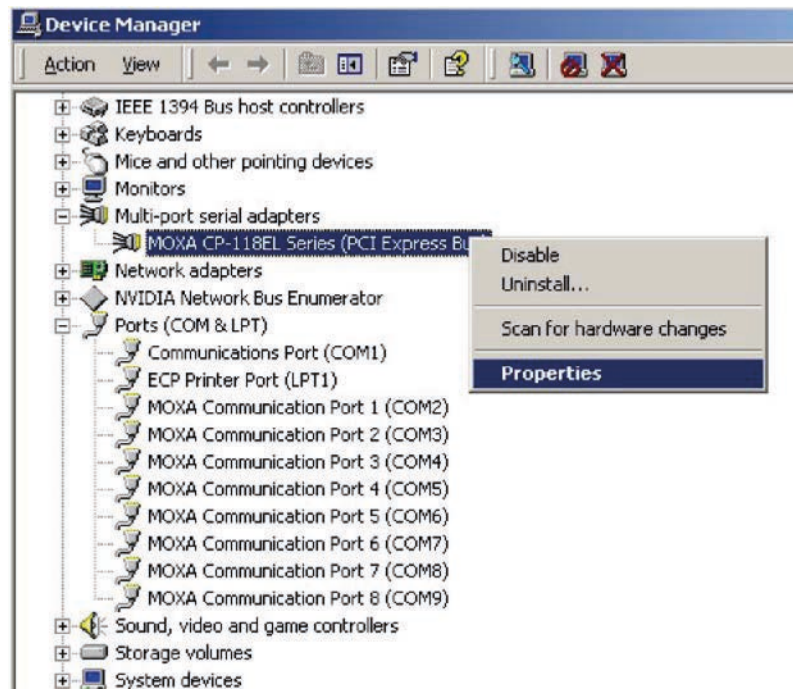 Device Manager
Action View
IEEE 1394 Bus host controllers
Keyboards
Mice and other pointing devices
Monitors
Multi-port serial adapters
MOXA CP-118EL Series (PCI Express Bu
Disable
Uninstall...
Scan for hardware changes
Properties
Network adapters
NVIDIA Network Bus Enumerator
Ports (COM & LPT)
Communications Port (COM1)
ECP Printer Port (LPT1)
MOXA Communication Port 1 (COM2)
MOXA Communication Port 2 (COM3)
MOXA Communication Port 3 (COM4)
MOXA Communication Port 4 (COM5)
MOXA Communication Port 5 (COM6)
MOXA Communication Port 6 (COM7)
MOXA Communication Port 7 (COM8)
MOXA Communication Port 8 (COM9)
Sound, video and game controllers
Storage volumes
System devices